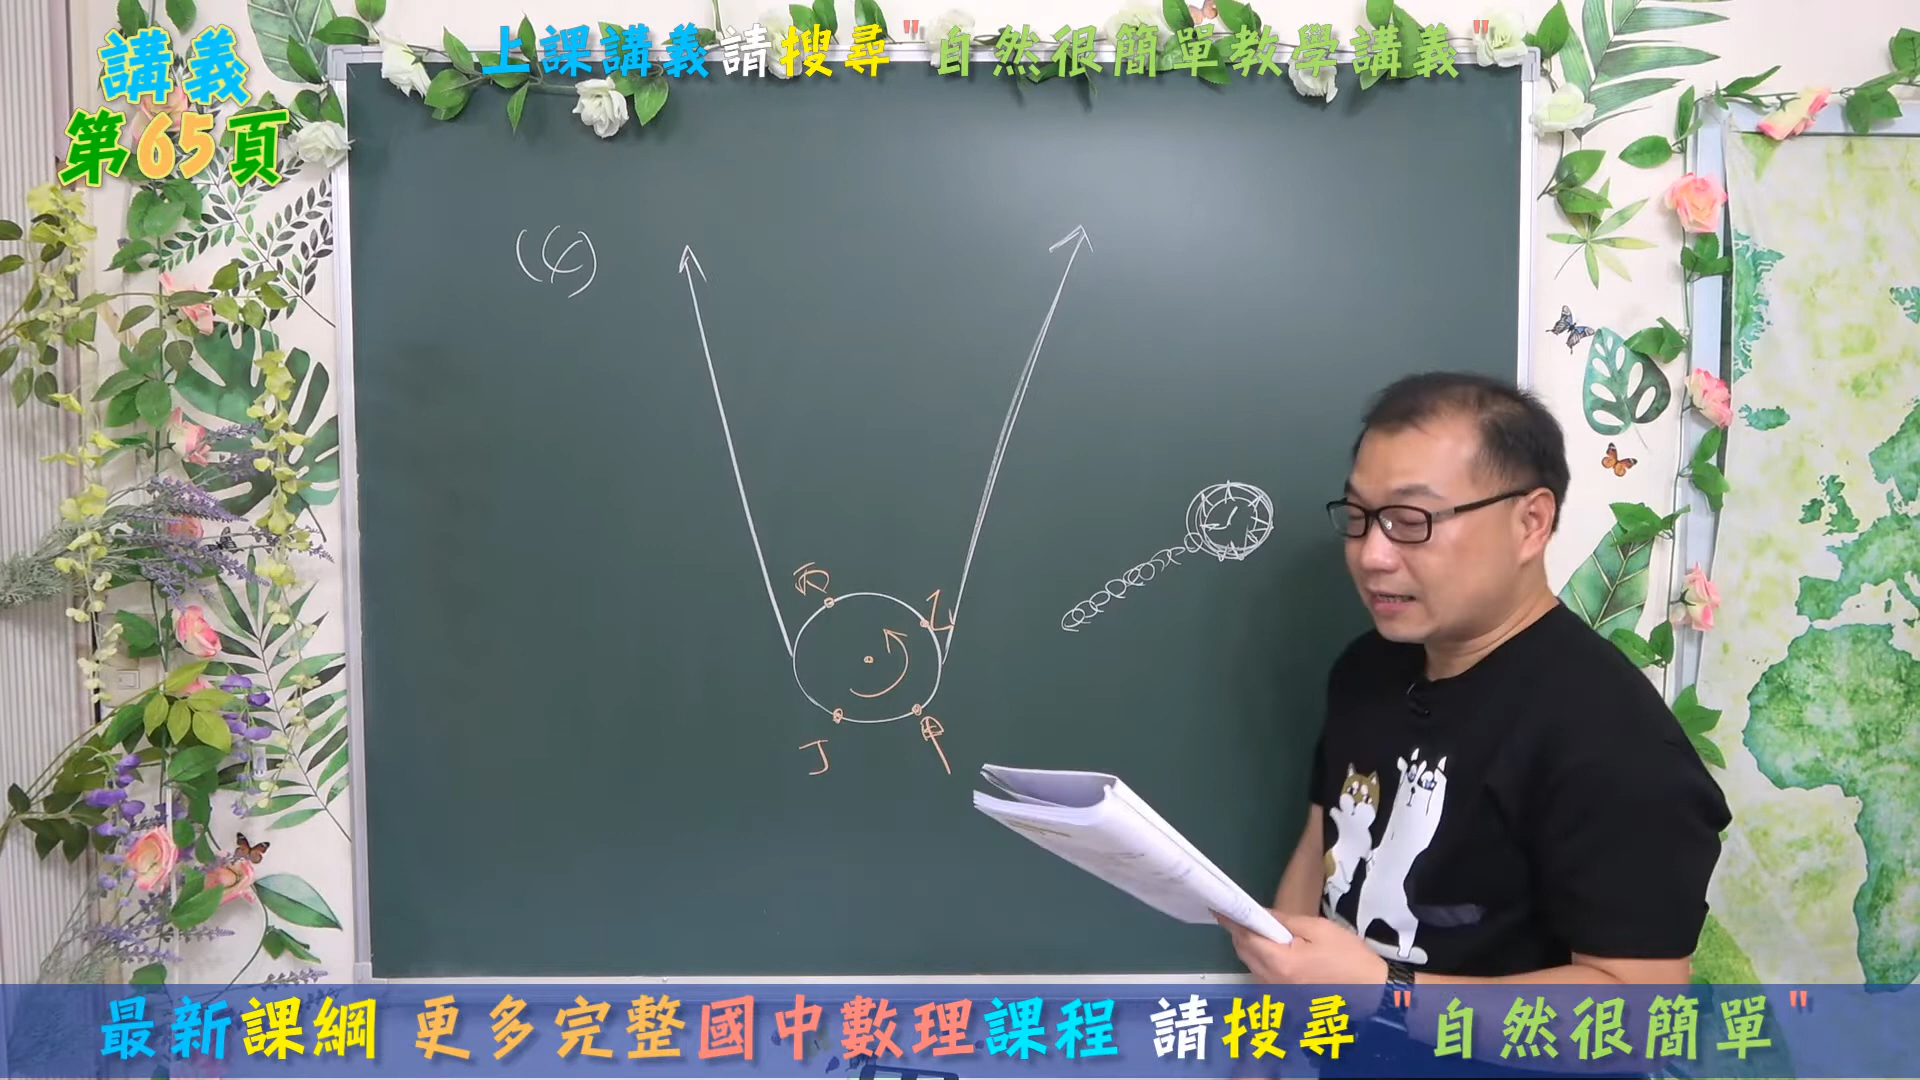 上課講義請搜尋"自然很簡單教學講義"
講義
第65頁
(4)
丙
乙
丁
甲
最新課綱 更多完整國中數理課程 請搜尋"自然很簡單"